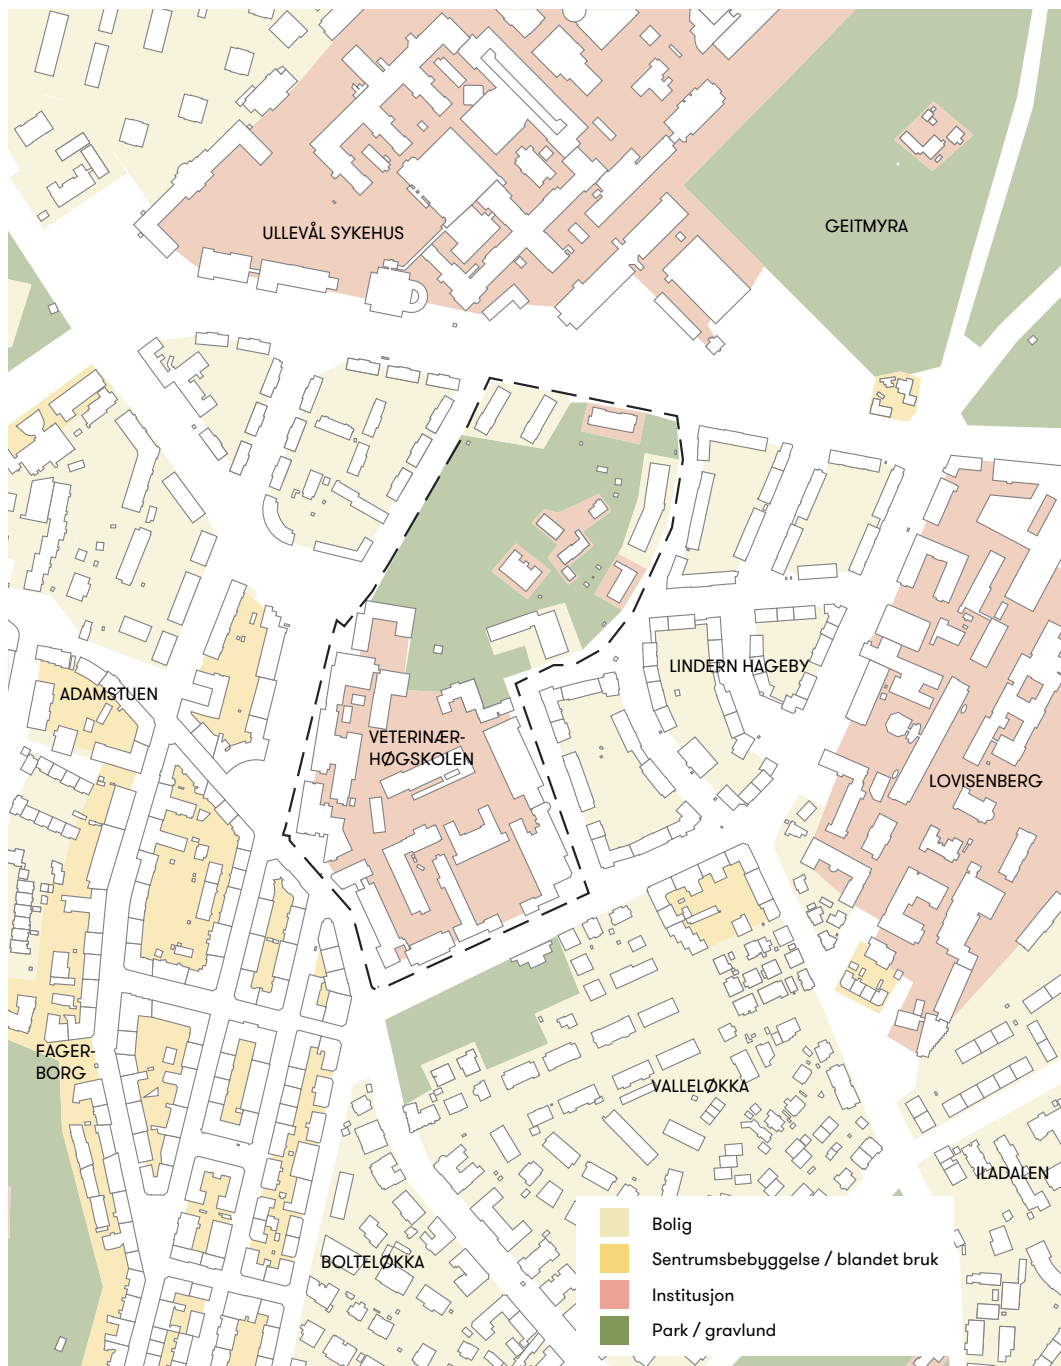 ULLEVÅL SYKEHUS
GEITMYRA
LINDERN HAGEBY
ADAMSTUEN
VETERINÆR-
HØGSKOLEN
LOVISENBERG
FAGER-
BORG
VALLELØKKA
ILADALEN
BOLTELØKKA
Bolig
Sentrumsbebyggelse / blandet bruk
Institusjon
Park / gravlund